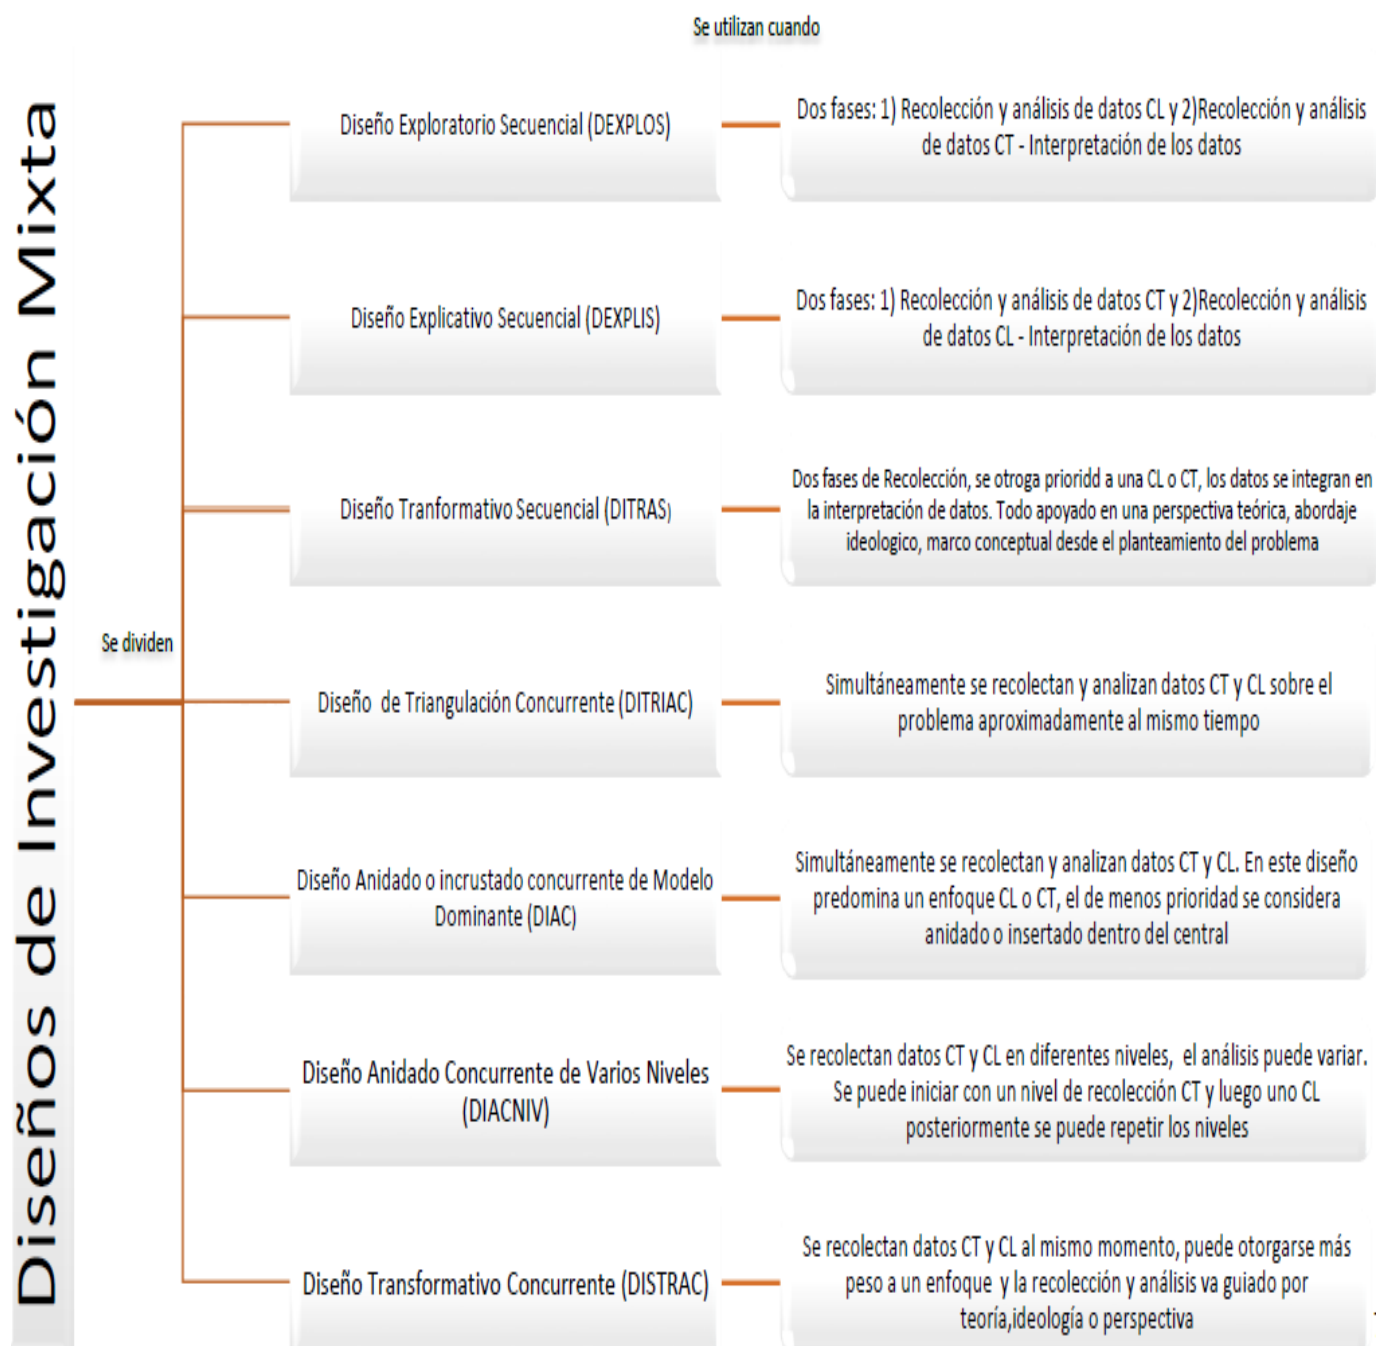 Se utilizan cuando
Diseños de Investigación Mixta
Se dividen
Diseño Exploratorio Secuencial (DEXPLOS)
Dos fases: 1) Recolección y análisis de datos CL y 2)Recolección y análisis
de datos CT - Interpretación de los datos
Diseño Explicativo Secuencial (DEXPLIS)
Dos fases: 1) Recolección y análisis de datos CT y 2)Recolección y análisis
de datos CL - Interpretación de los datos
Diseño Tranformativo Secuencial (DITRAS)
Dos fases de Recolección, se otroga prioridd a una CL o CT, los datos se integran en
la interpretación de datos. Todo apoyado en una perspectiva teórica, abordaje
ideologico, marco conceptual desde el planteamiento del problema
Diseño de Triangulación Concurrente (DITRIAC)
Simultáneamente se recolectan y analizan datos CT y CL sobre el
problema aproximadamente al mismo tiempo
Diseño Anidado o incrustado concurrente de Modelo
Dominante (DIAC)
Simultáneamente se recolectan y analizan datos CT y CL. En este diseño
predomina un enfoque CL o CT, el de menos prioridad se considera
anidado o insertado dentro del central
Diseño Anidado Concurrente de Varios Niveles
(DIACNIV)
Se recolectan datos CT y CL en diferentes niveles, el análisis puede variar.
Se puede iniciar con un nivel de recolección CT y luego uno CL
posteriormente se puede repetir los niveles
Diseño Transformativo Concurrente (DISTRAC)
Se recolectan datos CT y CL al mismo momento, puede otorgarse más
peso a un enfoque y la recolección y análisis va guiado por
teoría,ideología o perspectiva